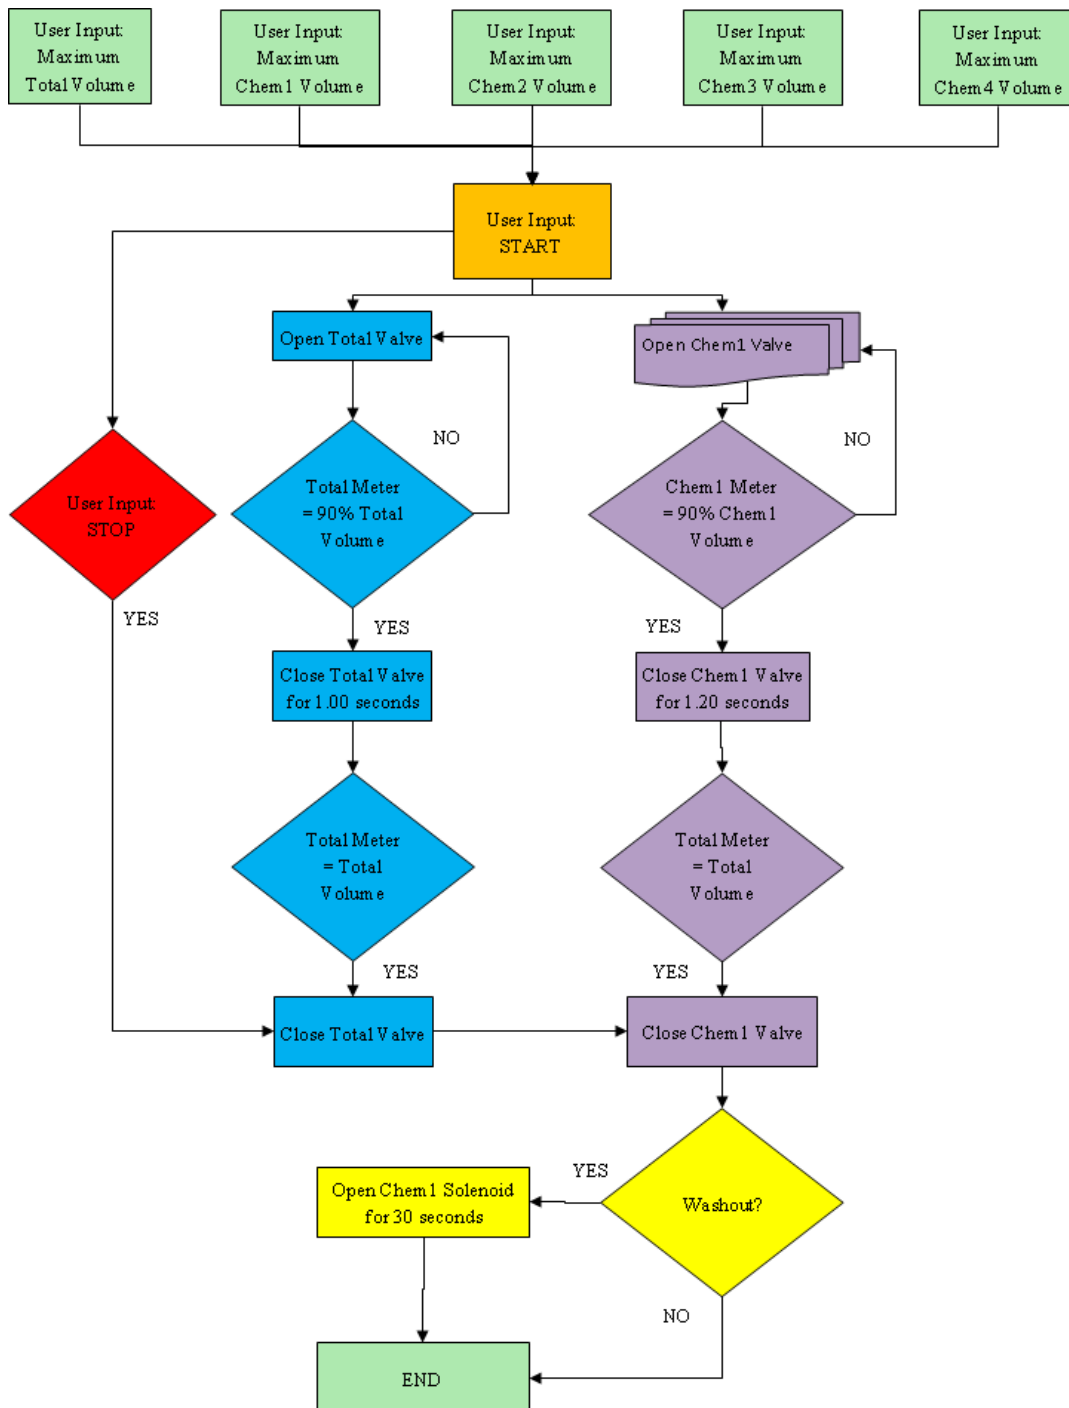 User Input:
Maximum
Total Volume
User Input:
Maximum
Chem1 Volume
User Input:
Maximum
Chem2 Volume
User Input:
Maximum
Chem3 Volume
User Input:
Maximum
Chem4 Volume
User Input:
START
Open Total Valve
Open Chem1 Valve
NO
NO
User Input:
STOP
Total Meter
= 90% Total
Volume
Chem1 Meter
= 90% Chem1
Volume
YES
YES
YES
Close Total Valve
for 1.00 seconds
Close Chem1 Valve
for 1.20 seconds
Total Meter
= Total
Volume
Total Meter
= Total
Volume
YES
YES
Close Total Valve
Close Chem1 Valve
YES
Open Chem1 Solenoid
for 30 seconds
Washout?
NO
END